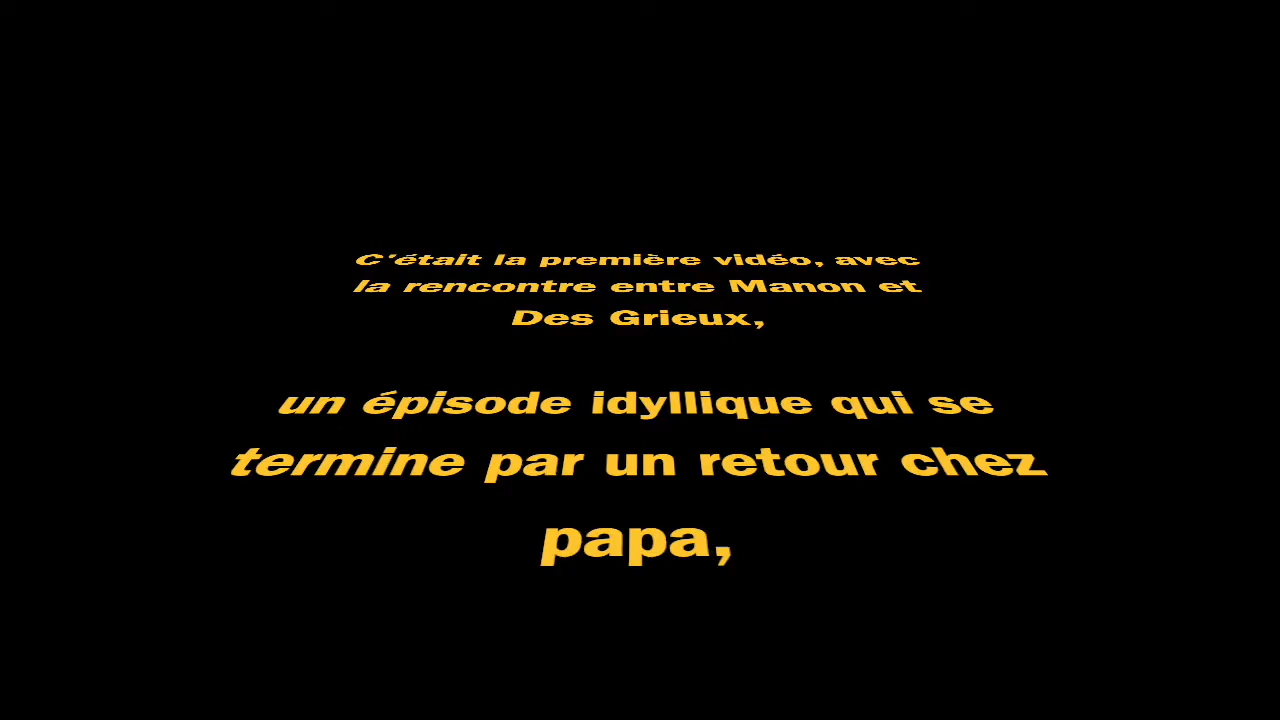 C'était la première vidéo, avec
la rencontre entre Manon et
Des Grieux,
un épisode idyllique qui se
termine par un retour chez
papa,